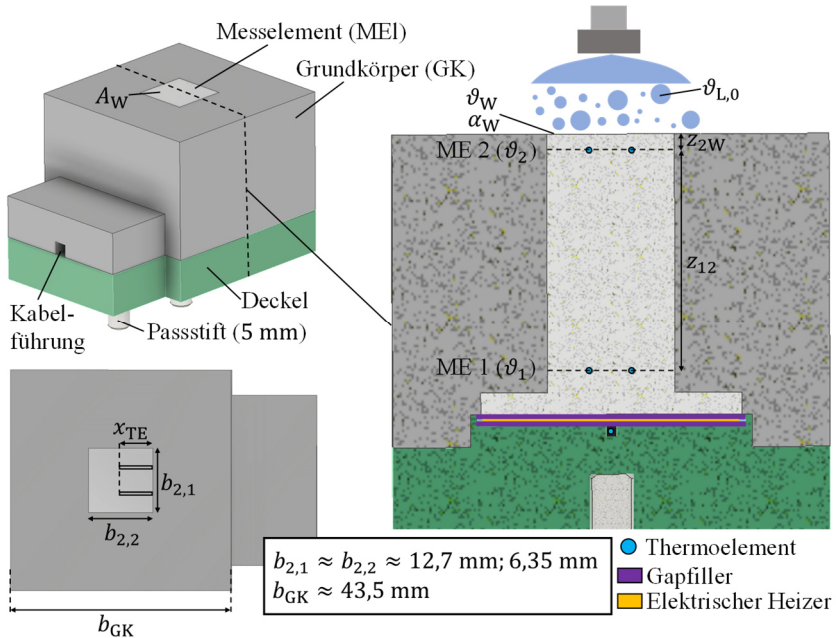 Messelement (MEl)
Grundkörper (GK)
A_W
Kabel-
führung
Passstift (5 mm)
Deckel
ϑ_L,0
ϑ_W
α_W
ME 2 (ϑ_2)
z_2W
z_12
ME 1 (ϑ_1)
x_TE
b_2,1
b_2,2
b_GK
b_2,1 ≈ b_2,2 ≈ 12,7 mm; 6,35 mm
b_GK ≈ 43,5 mm
Thermoelement
Gapfiller
Elektrischer Heizer